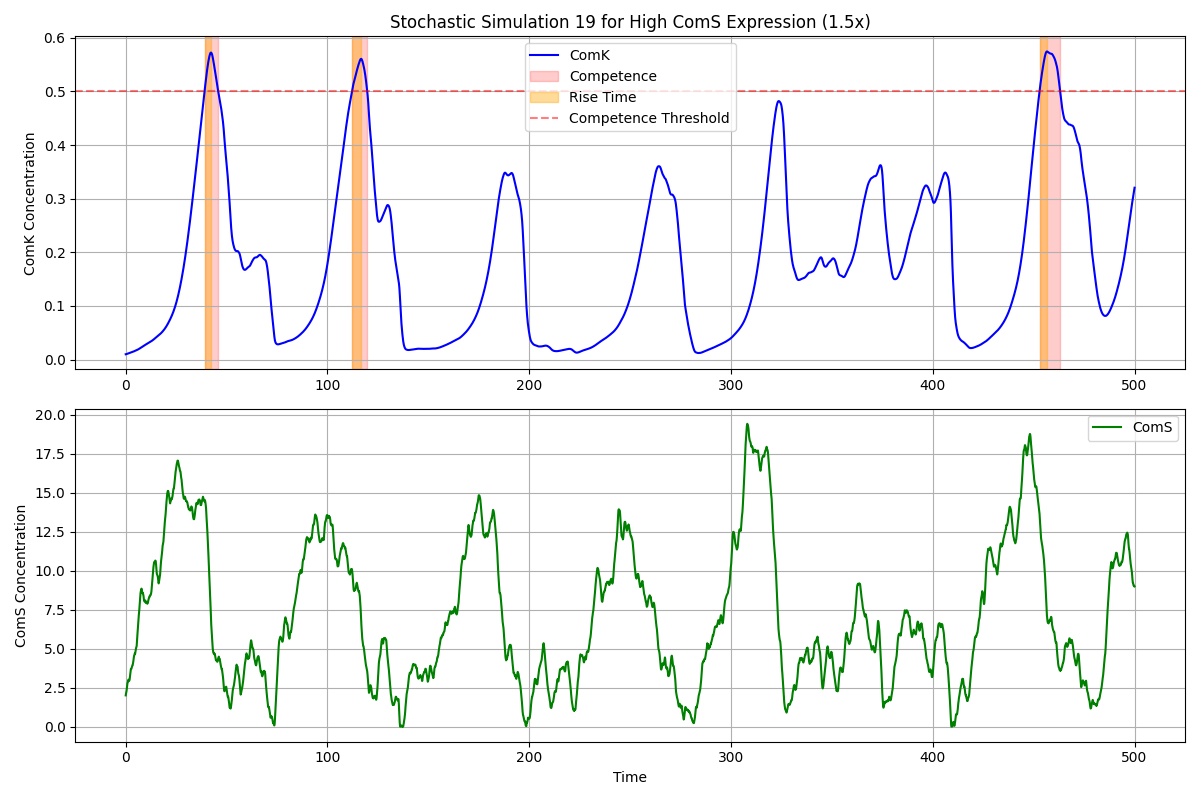 Stochastic Simulation 19 for High ComS Expression (1.5x)
ComK Concentration
0.6
0.5
0.4
0.3
0.2
0.1
0.0
ComK
Competence
Rise Time
Competence Threshold
0 100 200 300 400 500
ComS Concentration
20.0
17.5
15.0
12.5
10.0
7.5
5.0
2.5
0.0
ComS
0 100 200 300 400 500
Time